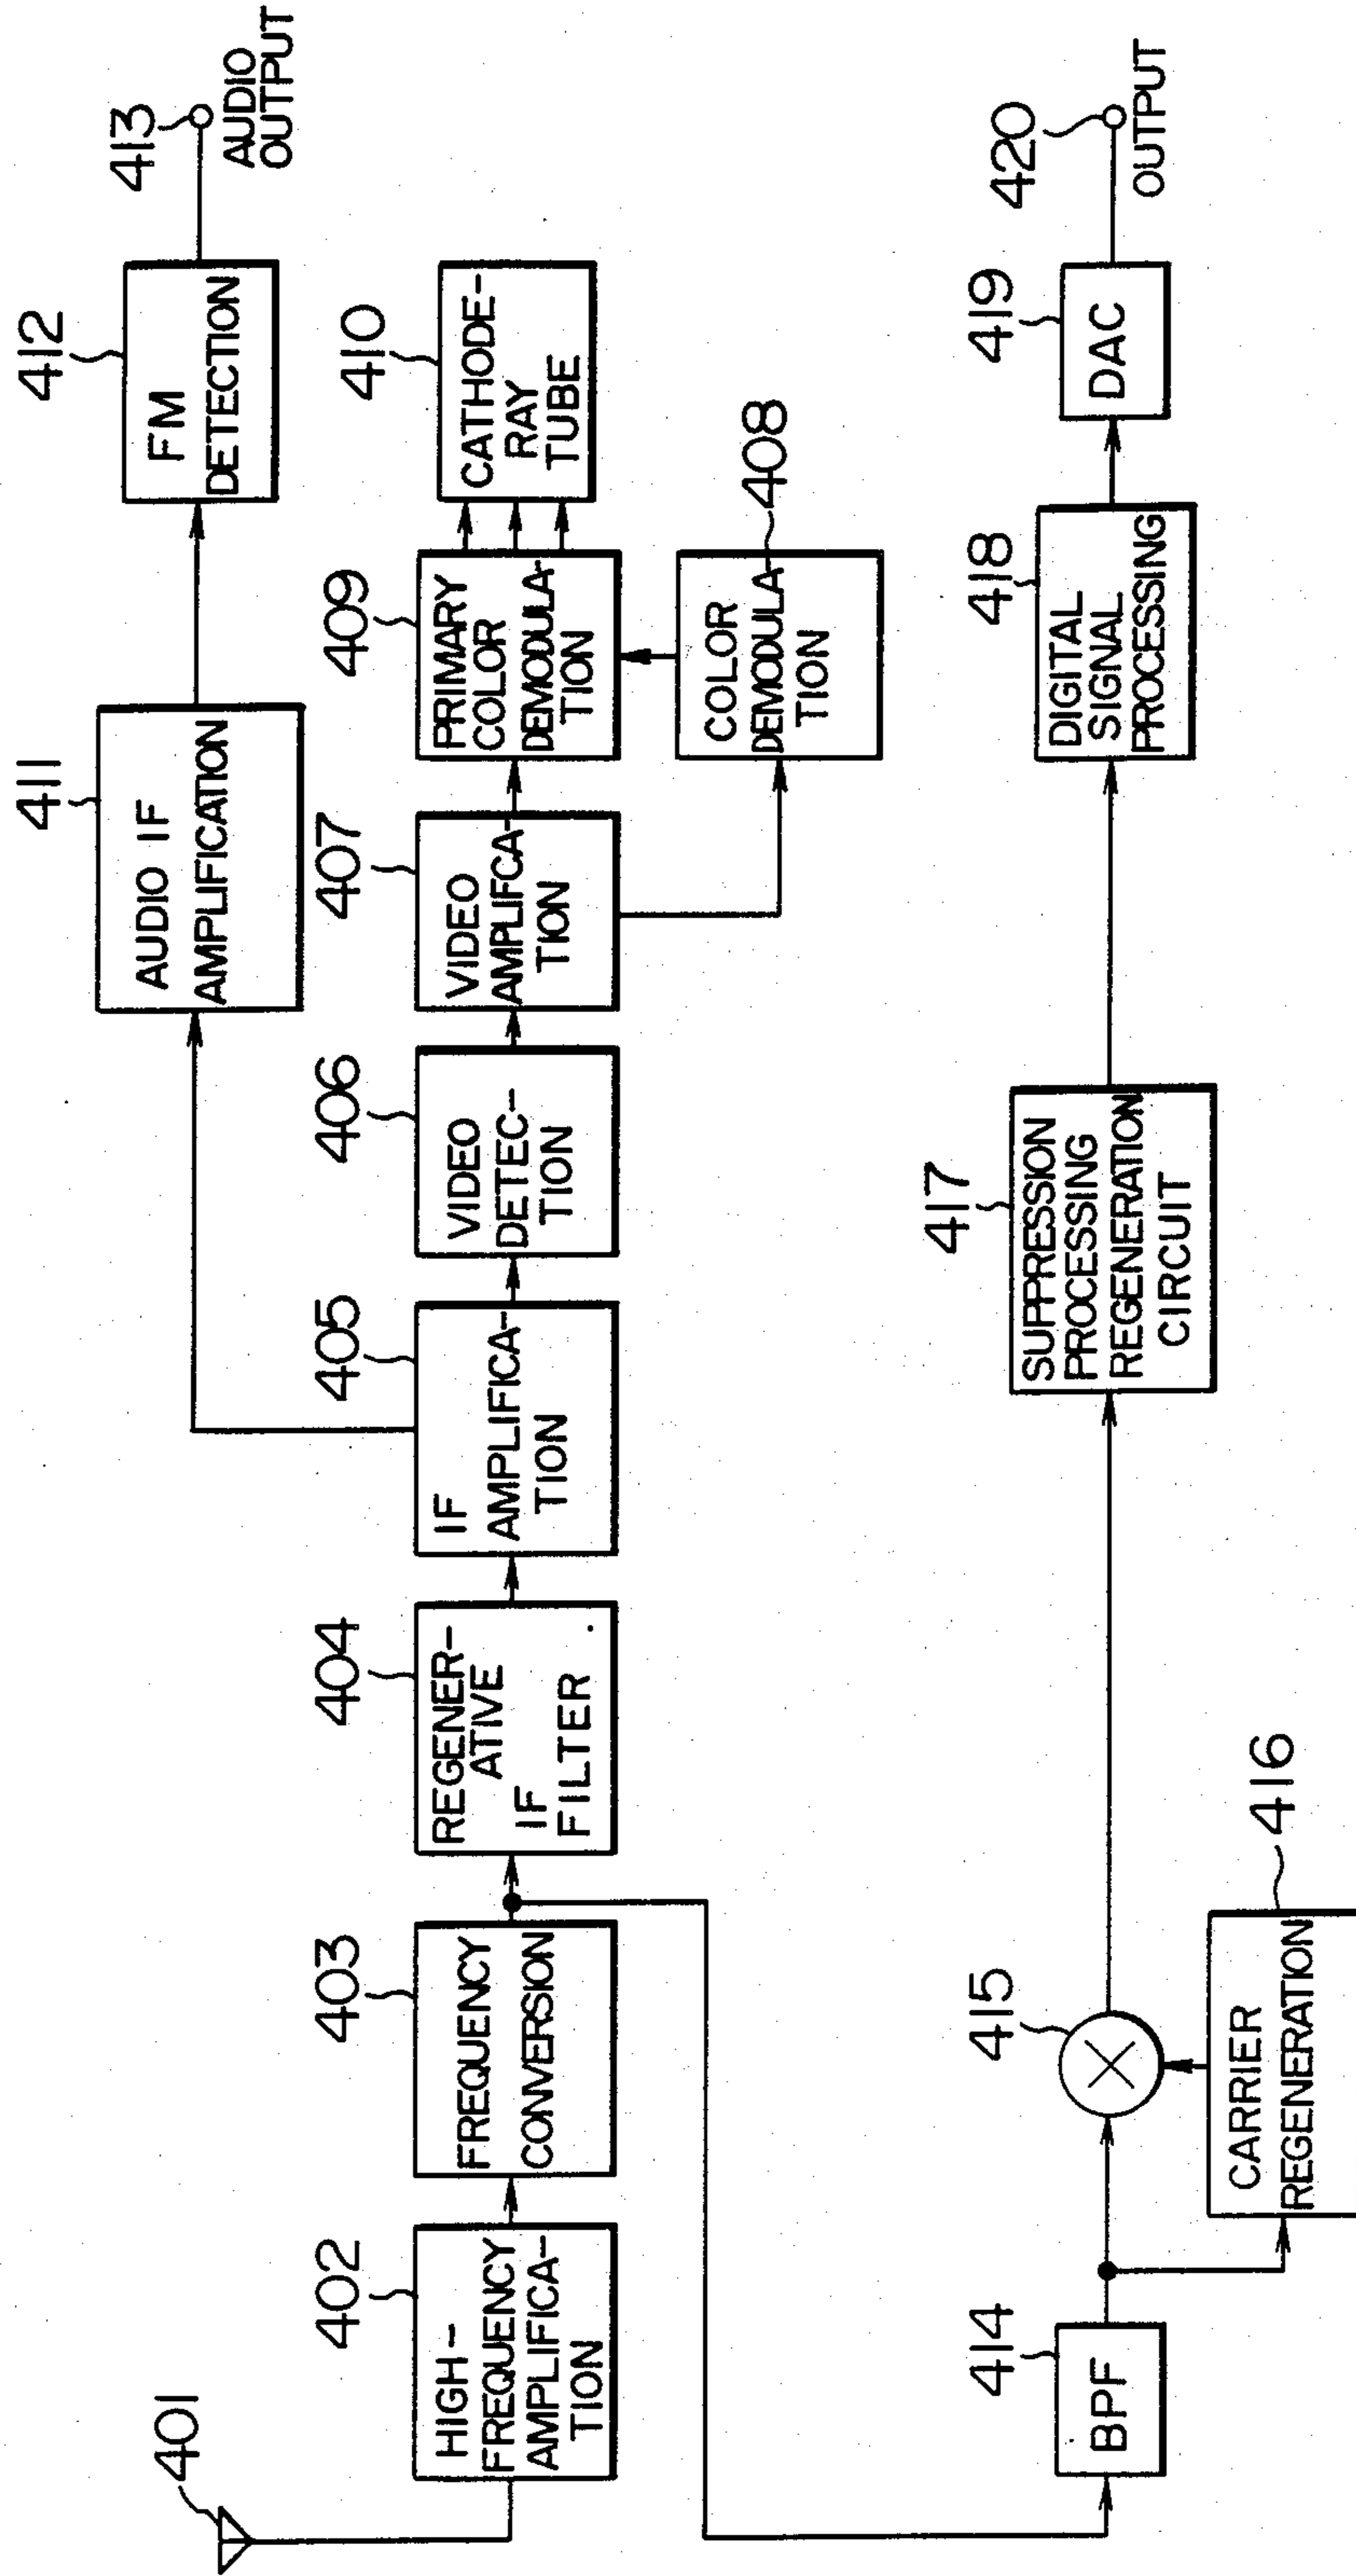 401
402
HIGH-
FREQUENCY
AMPLIFICA-
TION
403
FREQUENCY
CONVERSION
404
REGENER-
ATIVE
IF
FILTER
405
IF
AMPLIFICA-
TION
406
VIDEO
DETEC-
TION
407
VIDEO
AMPLIFCA-
TION
409
PRIMARY
COLOR
DEMODULA-
TION
410
CATHODE-
RAY
TUBE
408
COLOR
DEMODULA
TION
411
AUDIO IF
AMPLIFICATION
412
FM
DETECTION
413
AUDIO
OUTPUT
414
BPF
415
416
CARRIER
REGENERATION
417
SUPPRESSION
PROCESSING
REGENERATION
CIRCUIT
418
DIGITAL
SIGNAL
PROCESSING
419
DAC
420
OUTPUT